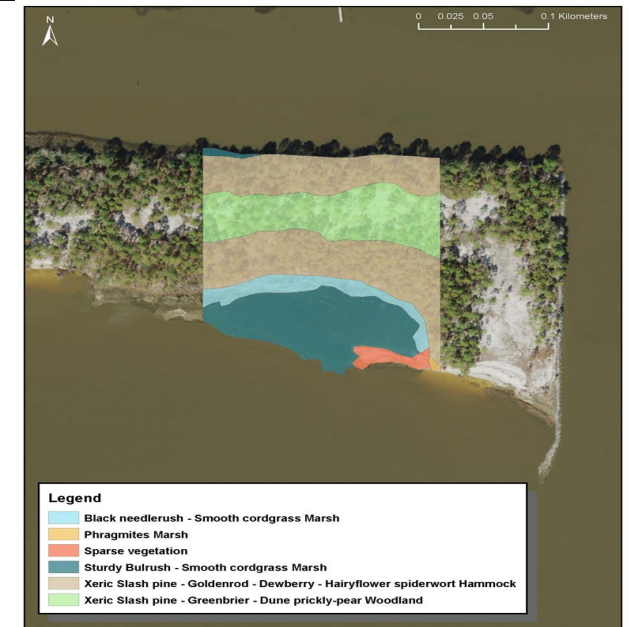 N
0 0.025 0.05 0.1 Kilometers
Legend
Black needlerush - Smooth cordgrass Marsh
Phragmites Marsh
Sparse vegetation
Sturdy Bulrush - Smooth cordgrass Marsh
Xeric Slash pine - Goldenrod - Dewberry - Hairyflower spiderwort Hammock
Xeric Slash pine - Greenbrier - Dune prickly-pear Woodland